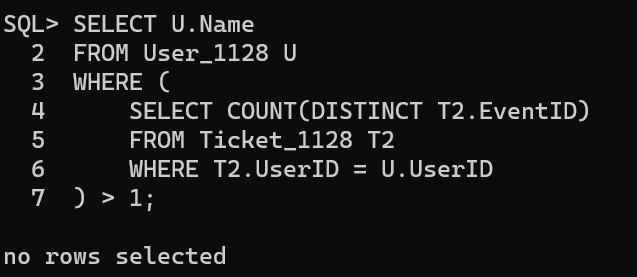 SQL> SELECT U.Name
  2  FROM User_1128 U
  3  WHERE (
  4      SELECT COUNT(DISTINCT T2.EventID)
  5      FROM Ticket_1128 T2
  6      WHERE T2.UserID = U.UserID
  7  ) > 1;

no rows selected